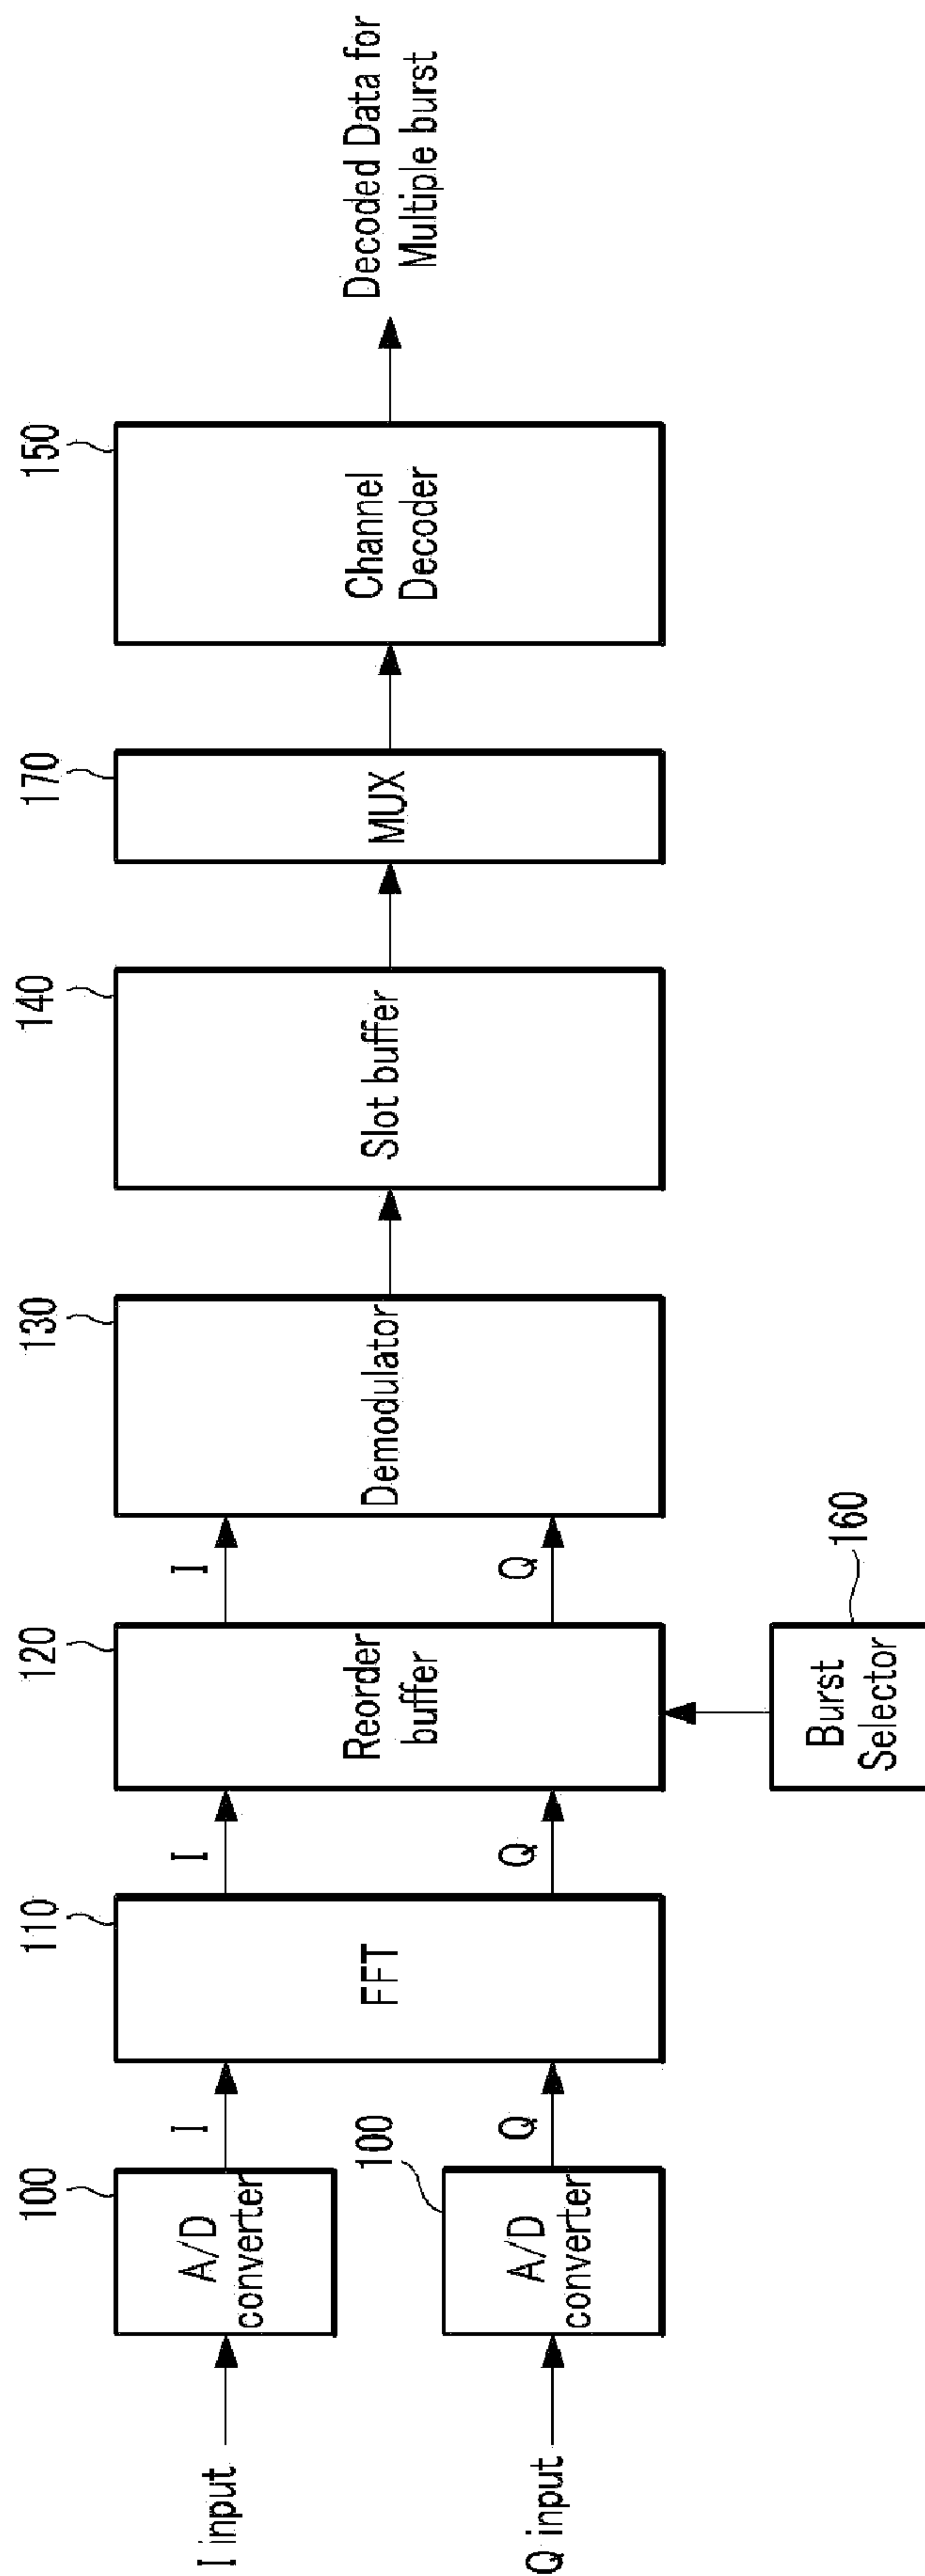 I input
Q input
100
A/D
converter
100
A/D
converter
I
Q
110
FFT
I
Q
120
Reorder
buffer
160
Burst
Selector
I
Q
130
Demodulator
140
Slot buffer
170
MUX
150
Channel
Decoder
Decoded Data for
Multiple burst